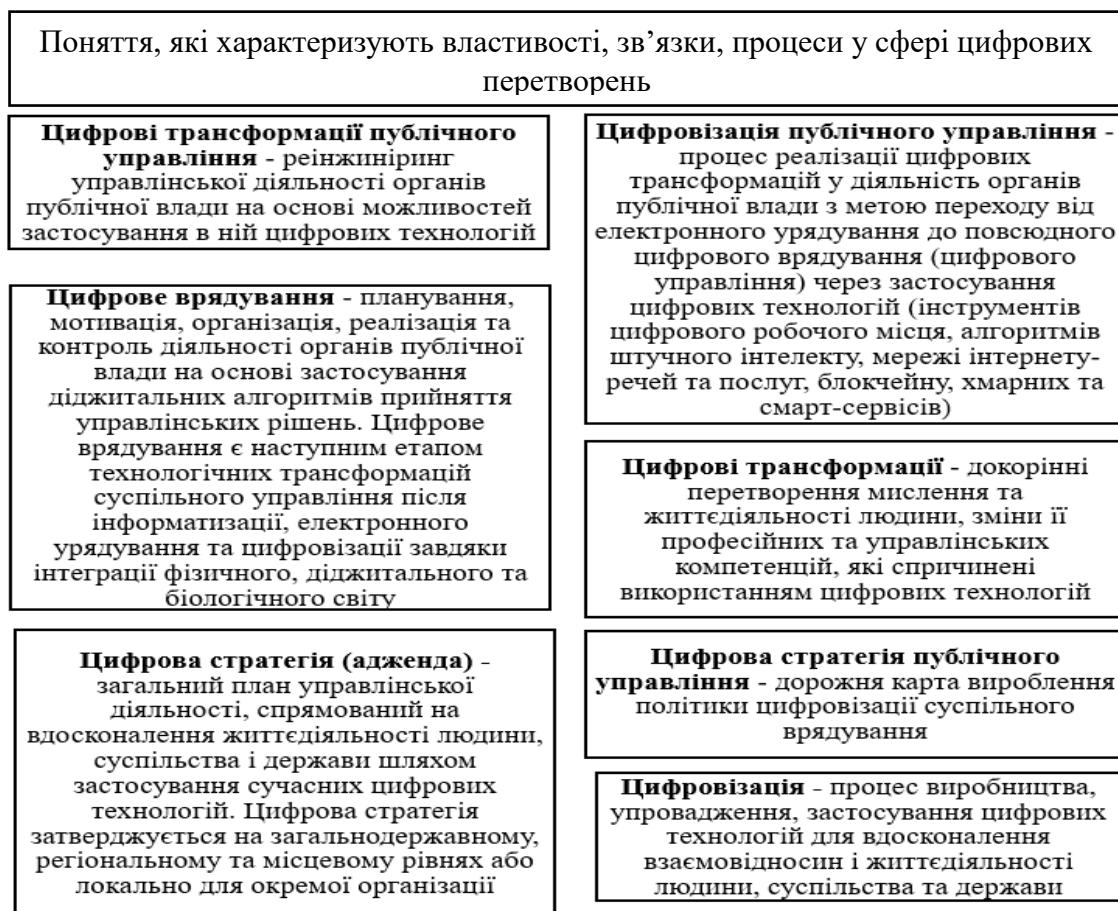 Поняття, які характеризують властивості, зв’язки, процеси у сфері цифрових
перетворень
Цифрові трансформації публічного
управління - реінжиніринг
управлінської діяльності органів
публічної влади на основі можливостей
застосування в ній цифрових технологій
Цифрове врядування - планування,
мотивація, організація, реалізація та
контроль діяльності органів публічної
влади на основі застосування
діджитальних алгоритмів прийняття
управлінських рішень. Цифрове
врядування є наступним етапом
технологічних трансформацій
суспільного управління після
інформатизації, електронного
урядування та цифровізації завдяки
інтеграції фізичного, діджитального та
біологічного світу
Цифрова стратегія (адженда) -
загальний план управлінської
діяльності, спрямований на
вдосконалення життєдіяльності людини,
суспільства і держави шляхом
застосування сучасних цифрових
технологій. Цифрова стратегія
затверджується на загальнодержавному,
регіональному та місцевому рівнях або
локально для окремої організації
Цифровізація публічного управління -
процес реалізації цифрових
трансформацій у діяльність органів
публічної влади з метою переходу від
електронного урядування до повсюдного
цифрового врядування (цифрового
управління) через застосування
цифрових технологій (інструментів
цифрового робочого місця, алгоритмів
штучного інтелекту, мережі інтернету-
речей та послуг, блокчейну, хмарних та
смарт-сервісів)
Цифрові трансформації - докорінні
перетворення мислення та
життєдіяльності людини, зміни її
професійних та управлінських
компетенцій, які спричинені
використанням цифрових технологій
Цифрова стратегія публічного
управління - дорожня карта вироблення
політики цифровізації суспільного
врядування
Цифровізація - процес виробництва,
упровадження, застосування цифрових
технологій для вдосконалення
взаємовідносин і життєдіяльності
людини, суспільства та держави